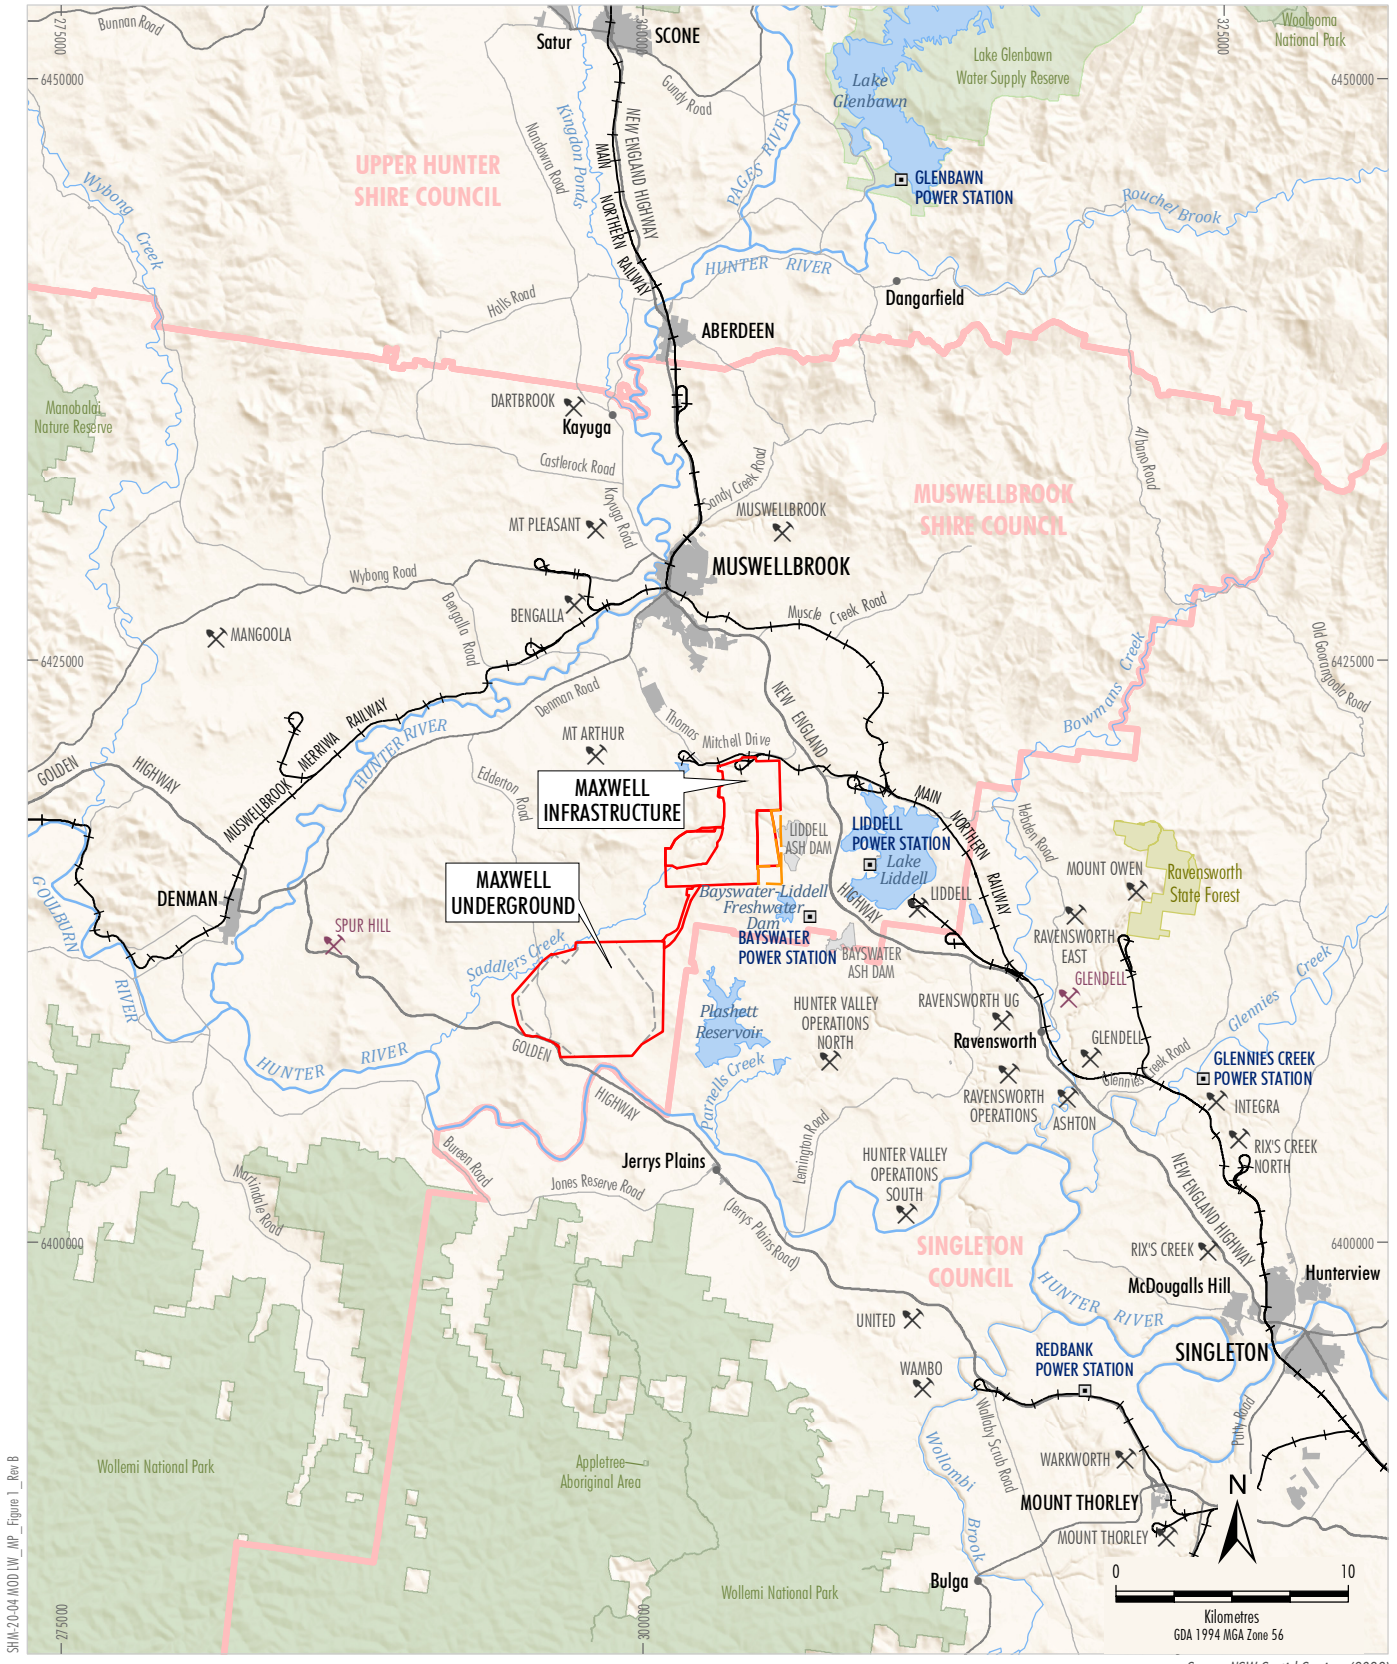 275000
300000
325000
Bunnan Road
Satur
SCONE
Woolooma
National Park
Lake Glenbawn
Water Supply Reserve
6450000
6450000
Lake
Glenbawn
Gundy Road
Kingdon Ponds
Nandowra Road
NEW ENGLAND HIGHWAY
MAIN
NORTHERN
RAILWAY
PAGES RIVER
UPPER HUNTER
SHIRE COUNCIL
Wybong
Creek
GLENBAWN
POWER STATION
Rouchel Brook
HUNTER RIVER
Dangarfield
Halls Road
ABERDEEN
Manobalai
Nature Reserve
DARTBROOK
Kayuga
Castlerock Road
Kayuga Road
Sandy Creek Road
Albano Road
MUSWELLBROOK
SHIRE COUNCIL
MT PLEASANT
MUSWELLBROOK
MUSWELLBROOK
Wybong Road
Bengalla Road
BENGALLA
Muscle Creek Road
MANGOOLA
Old Goorangoola Road
6425000
6425000
Bowmans Creek
Denman Road
NEW ENGLAND
HIGHWAY
Thomas
Mitchell Drive
MT ARTHUR
HUNTER RIVER
MUSWELLBROOK
MERRIWA
RAILWAY
GOLDEN
HIGHWAY
Edderton
Road
MAXWELL
INFRASTRUCTURE
MAIN
NORTHERN
RAILWAY
Hebden Road
LIDDELL
ASH DAM
LIDDELL
POWER STATION
Lake
Liddell
LIDDELL
MOUNT OWEN
Ravensworth
State Forest
MAXWELL
UNDERGROUND
Bayswater-Liddell
Freshwater
Dam
BAYSWATER
POWER STATION
BAYSWATER
ASH DAM
DENMAN
GOULBURN
RIVER
SPUR HILL
Saddlers Creek
RAVENSWORTH
EAST
GLENDELL
Glennies Creek
Plashett
Reservoir
HUNTER VALLEY
OPERATIONS
NORTH
RAVENSWORTH UG
Ravensworth
GLENDELL
Glennies Creek Road
GLENNIES CREEK
POWER STATION
HUNTER RIVER
GOLDEN
HIGHWAY
Parnells Creek
RAVENSWORTH
OPERATIONS
ASHTON
INTEGRA
RIX'S CREEK
NORTH
Lemington Road
Bureen Road
Jerrys Plains
Jones Reserve Road
Martindale Road
(Jerrys Plains Road)
HUNTER VALLEY
OPERATIONS
SOUTH
NEW ENGLAND HIGHWAY
6400000
6400000
SINGLETON
COUNCIL
RIX'S CREEK
McDougalls Hill
Hunterview
HUNTER RIVER
UNITED
SINGLETON
REDBANK
POWER STATION
WAMBO
Wallaby Scrub Road
Putty Road
Wollombi
Brook
Wollemi National Park
Appletree
Aboriginal Area
WARKWORTH
MOUNT THORLEY
MOUNT THORLEY
N
Bulga
Wollemi National Park
0
10
Kilometres
GDA 1994 MGA Zone 56
275000
300000
SHM-20-04 MOD LW_MP_Figure 1_Rev B